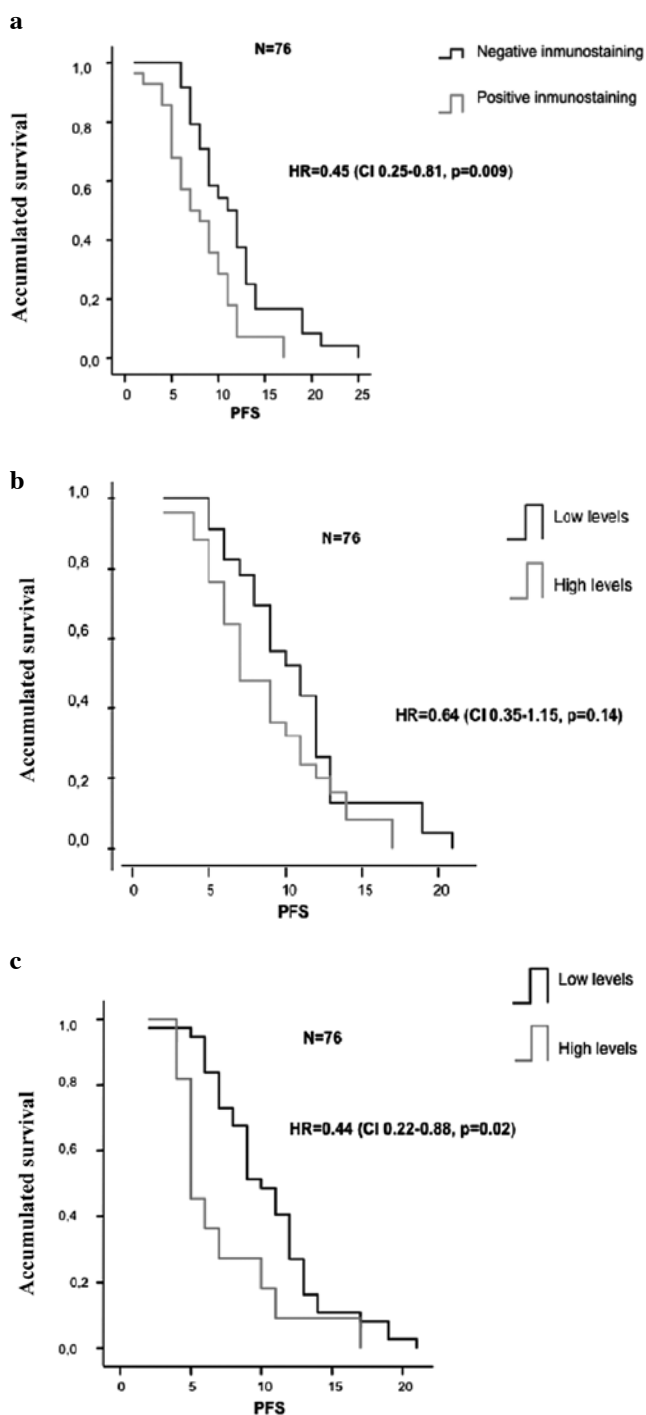 a
N=76
Negative inmunostaining
Positive inmunostaining
HR=0.45 (CI 0.25-0.81, p=0.009)
Accumulated survival
1,0
0,8
0,6
0,4
0,2
0,0
0 5 10 15 20 25
PFS
b
N=76
Low levels
High levels
HR=0.64 (CI 0.35-1.15, p=0.14)
Accumulated survival
1,0
0,8
0,6
0,4
0,2
0,0
0 5 10 15 20
PFS
c
N=76
Low levels
High levels
HR=0.44 (CI 0.22-0.88, p=0.02)
Accumulated survival
1,0
0,8
0,6
0,4
0,2
0,0
0 5 10 15 20
PFS